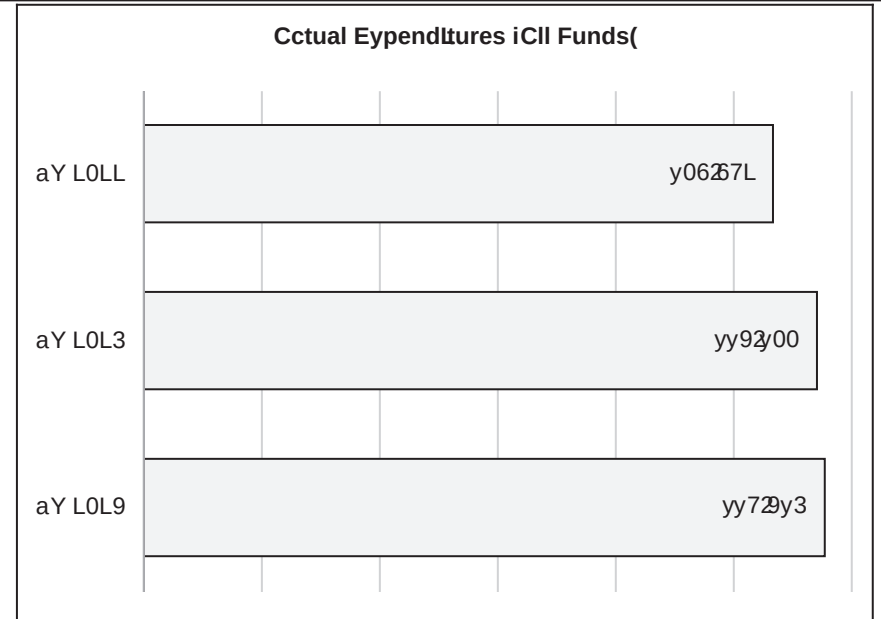 Cctual EypendLtures iCll Funds(
aY L0LL
y06267L
aY L0L3
yy92y00
aY L0L9
yy729y3